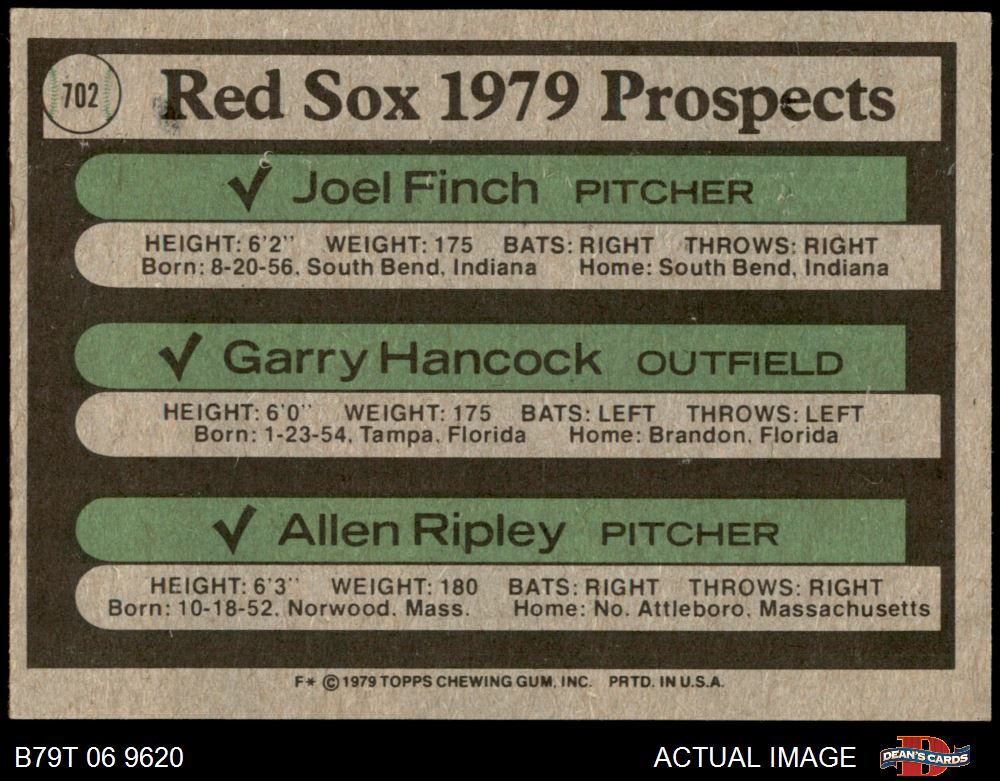 702
Red Sox 1979 Prospects
✓ Joel Finch PITCHER
HEIGHT: 6'2" WEIGHT: 175 BATS: RIGHT THROWS: RIGHT
Born: 8-20-56, South Bend, Indiana Home: South Bend, Indiana
✓ Garry Hancock OUTFIELD
HEIGHT: 6'0" WEIGHT: 175 BATS: LEFT THROWS: LEFT
Born: 1-23-54, Tampa, Florida Home: Brandon, Florida
✓ Allen Ripley PITCHER
HEIGHT: 6'3" WEIGHT: 180 BATS: RIGHT THROWS: RIGHT
Born: 10-18-52, Norwood, Mass. Home: No. Attleboro, Massachusetts
F* © 1979 TOPPS CHEWING GUM, INC. PRTD. IN U.S.A.
B79T 06 9620 ACTUAL IMAGE
D
DEAN'S CARDS